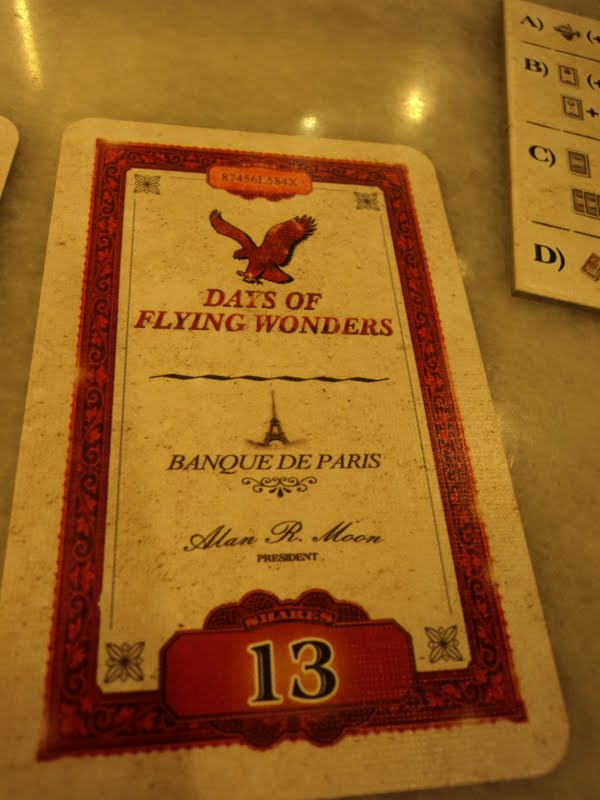 87456L584X
DAYS OF
FLYING WONDERS
BANQUE DE PARIS
Alan R. Moon
PRESIDENT
SHARES
13
A) (+
B) (+
+
C)
D)